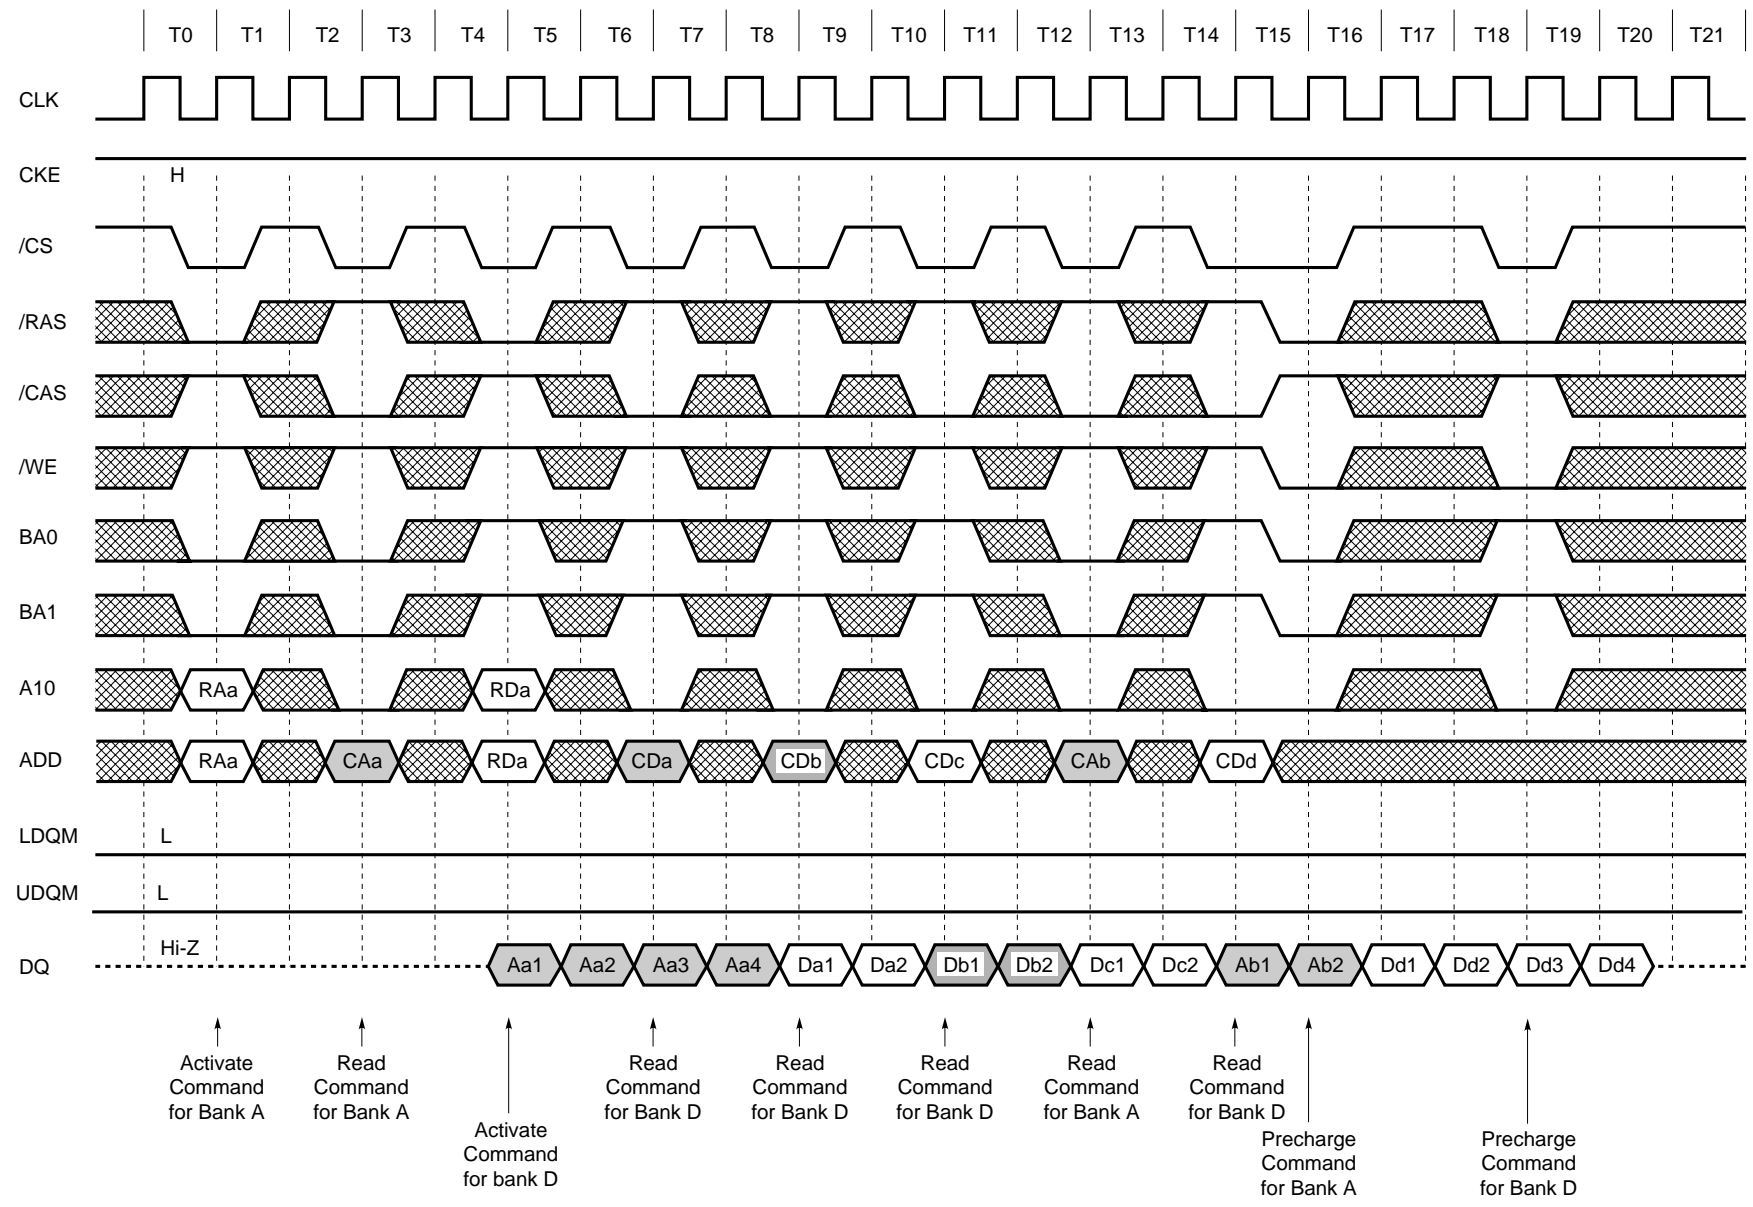 T0 T1 T2 T3 T4 T5 T6 T7 T8 T9 T10 T11 T12 T13 T14 T15 T16 T17 T18 T19 T20 T21
CLK
CKE H
/CS
/RAS
/CAS
/WE
BA0
BA1
A10 RAa RDa
ADD RAa CAa RDa CDa CDb CDc CAb CDd
LDQM L
UDQM L
DQ Hi-Z Aa1 Aa2 Aa3 Aa4 Da1 Da2 Db1 Db2 Dc1 Dc2 Ab1 Ab2 Dd1 Dd2 Dd3 Dd4
Activate
Command
for Bank A
Read
Command
for Bank A
Activate
Command
for bank D
Read
Command
for Bank D
Read
Command
for Bank D
Read
Command
for Bank D
Read
Command
for Bank A
Read
Command
for Bank D
Precharge
Command
for Bank A
Precharge
Command
for Bank D